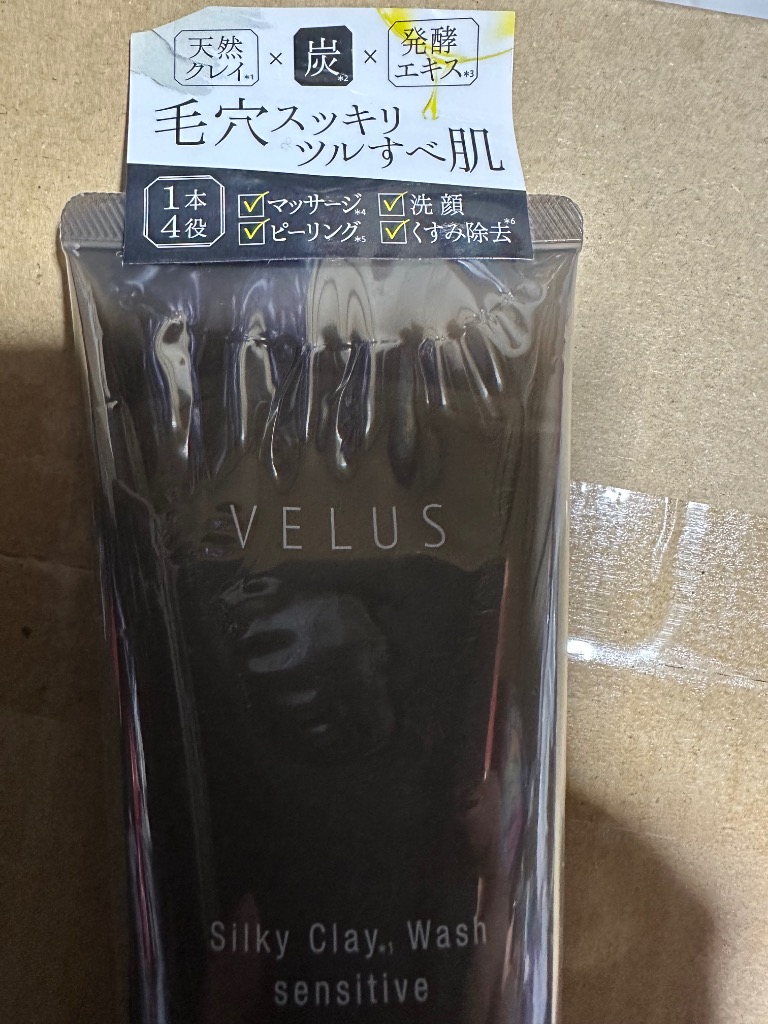 天然 クレイ*1 × 炭*2 × 発酵 エキス*3
毛穴スッキリ
&ツルすべ肌
1本 4役
マッサージ*4 洗顔
ピーリング*5 くすみ除去*6
VELUS
Silky Clay*1 Wash
sensitive